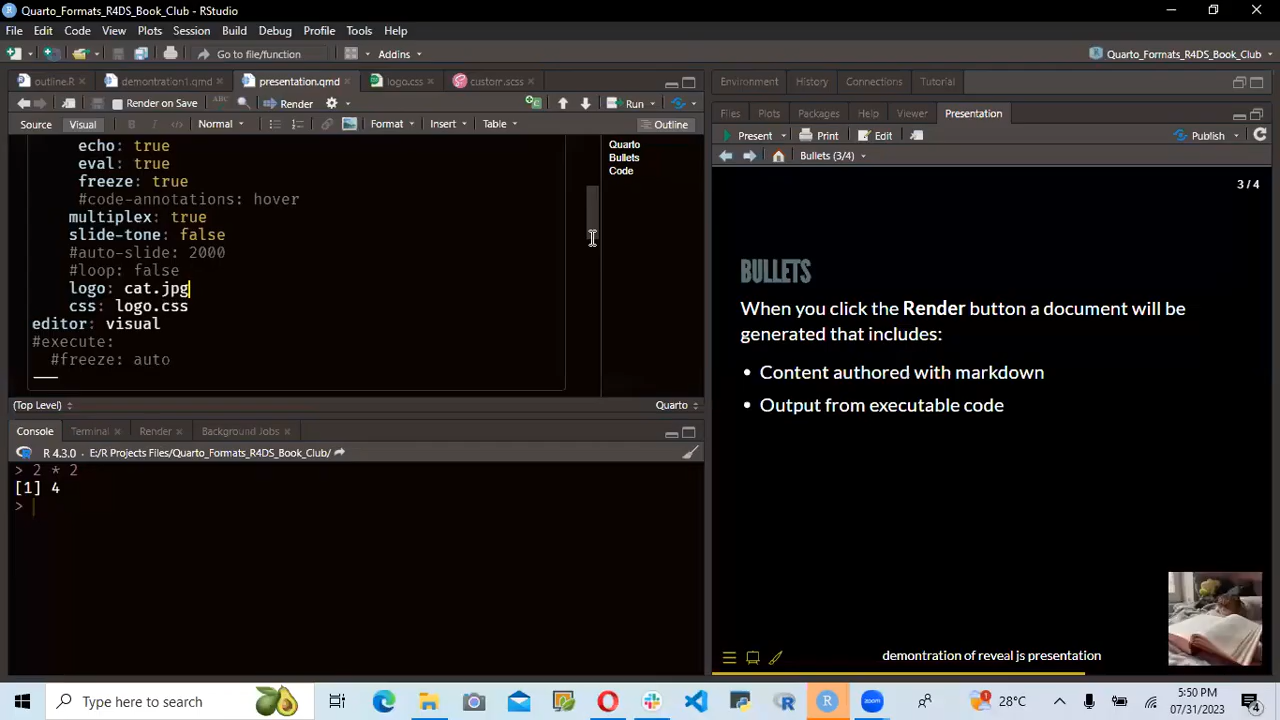 Quarto_Formats_R4DS_Book_Club - RStudio
File Edit Code View Plots Session Build Debug Profile Tools Help
Go to file/function Addins Quarto_Formats_R4DS_Book_Club
outline.R demontration1.qmd presentation.qmd logo.css custom.scss
Render on Save ABC Render Run
Source Visual B I Normal Format Insert Table Outline
echo: true
eval: true
freeze: true
#code-annotations: hover
multiplex: true
slide-tone: false
#auto-slide: 2000
#loop: false
logo: cat.jpg
css: logo.css
editor: visual
#execute:
#freeze: auto
Quarto
Bullets
Code
(Top Level) Quarto
Console Terminal Render Background Jobs
R 4.3.0 · E:/R Projects Files/Quarto_Formats_R4DS_Book_Club/
> 2 * 2
[1] 4
>
Environment History Connections Tutorial
Files Plots Packages Help Viewer Presentation
Present Print Edit Publish
Bullets (3/4)
3 / 4
BULLETS
When you click the Render button a document will be
generated that includes:
• Content authored with markdown
• Output from executable code
demontration of reveal js presentation
Type here to search
zoom
28°C
5:50 PM
07/31/2023
4